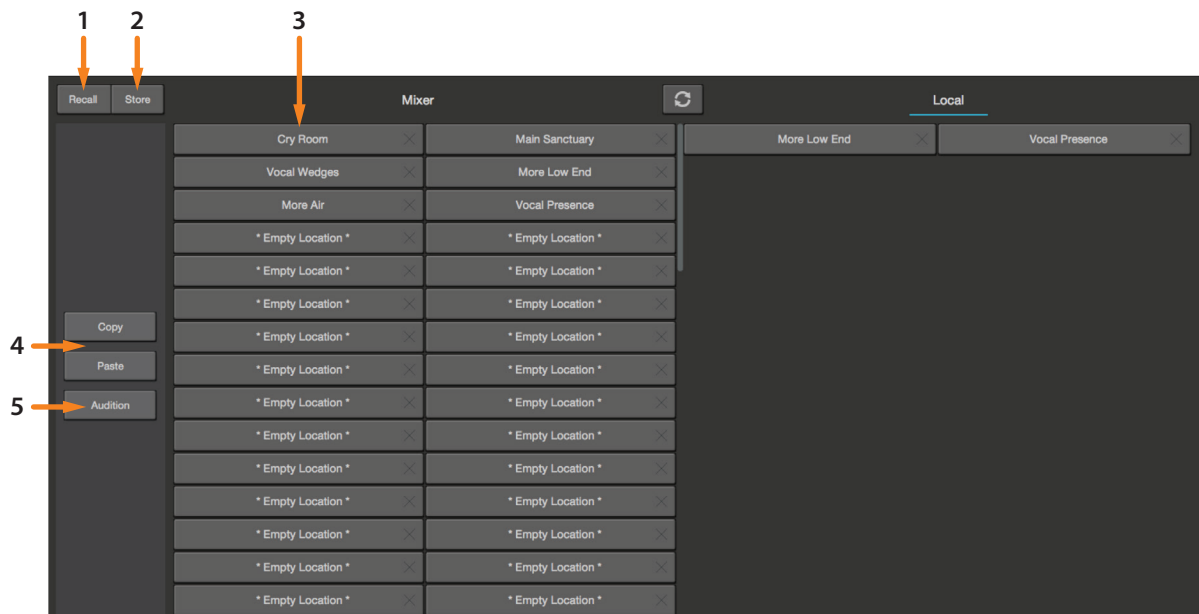 1 2 3
Recall Store Mixer Local
Cry Room Main Sanctuary More Low End Vocal Presence
Vocal Wedges More Low End
More Air Vocal Presence
* Empty Location * * Empty Location *
* Empty Location * * Empty Location *
* Empty Location * * Empty Location *
Copy * Empty Location * * Empty Location *
4
Paste * Empty Location * * Empty Location *
5 Audition * Empty Location * * Empty Location *
* Empty Location * * Empty Location *
* Empty Location * * Empty Location *
* Empty Location * * Empty Location *
* Empty Location * * Empty Location *
* Empty Location * * Empty Location *
* Empty Location * * Empty Location *